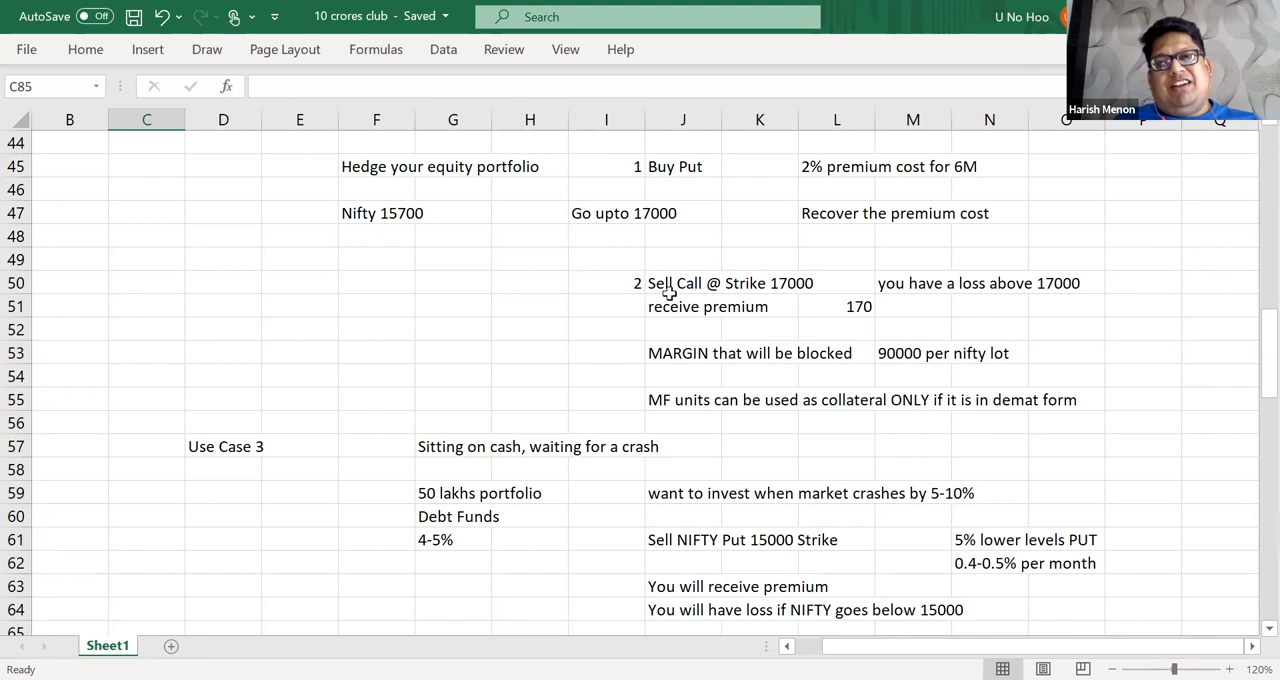 AutoSave Off 10 crores club - Saved Search U No Hoo
File Home Insert Draw Page Layout Formulas Data Review View Help
Harish Menon
C85 fx
B C D E F G H I J K L M N O P Q
44
45 Hedge your equity portfolio 1 Buy Put 2% premium cost for 6M
46
47 Nifty 15700 Go upto 17000 Recover the premium cost
48
49
50 2 Sell Call @ Strike 17000 you have a loss above 17000
51 receive premium 170
52
53 MARGIN that will be blocked 90000 per nifty lot
54
55 MF units can be used as collateral ONLY if it is in demat form
56
57 Use Case 3 Sitting on cash, waiting for a crash
58
59 50 lakhs portfolio want to invest when market crashes by 5-10%
60 Debt Funds
61 4-5% Sell NIFTY Put 15000 Strike 5% lower levels PUT
62 0.4-0.5% per month
63 You will receive premium
64 You will have loss if NIFTY goes below 15000
65
Sheet1
Ready 120%